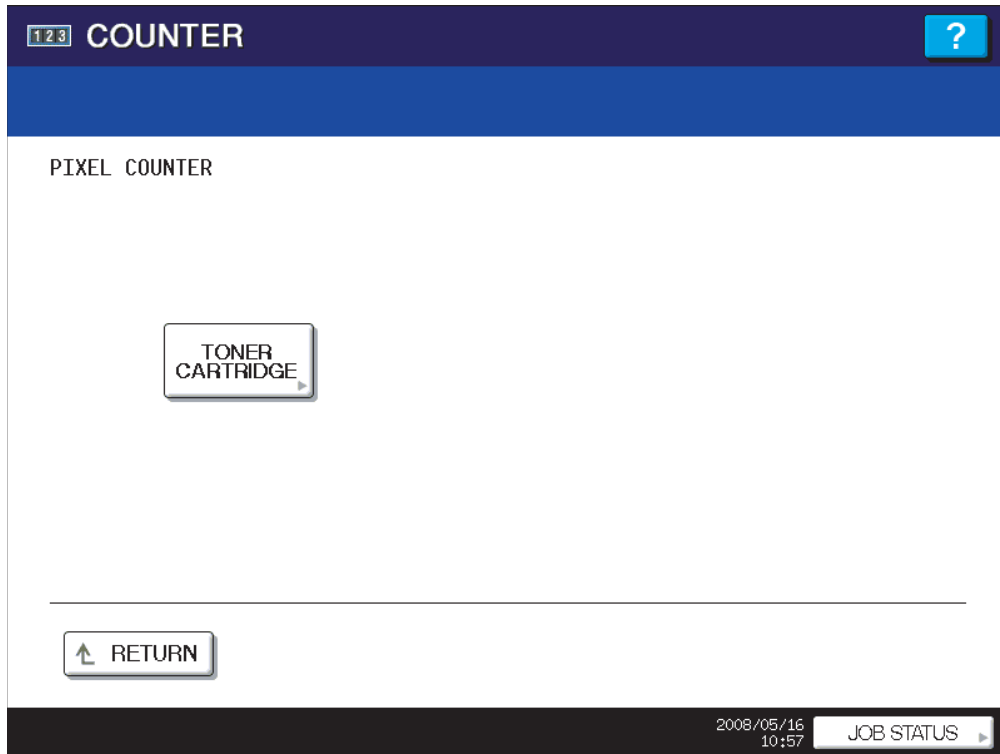 123 COUNTER ?
PIXEL COUNTER
TONER
CARTRIDGE
RETURN
2008/05/16
10:57
JOB STATUS